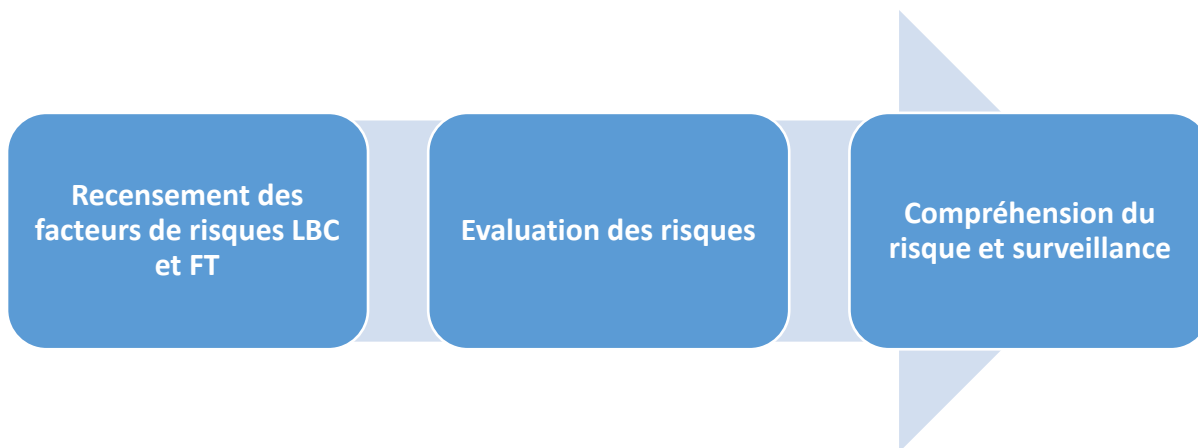 Recensement des
facteurs de risques LBC
et FT
Evaluation des risques
Compréhension du
risque et surveillance